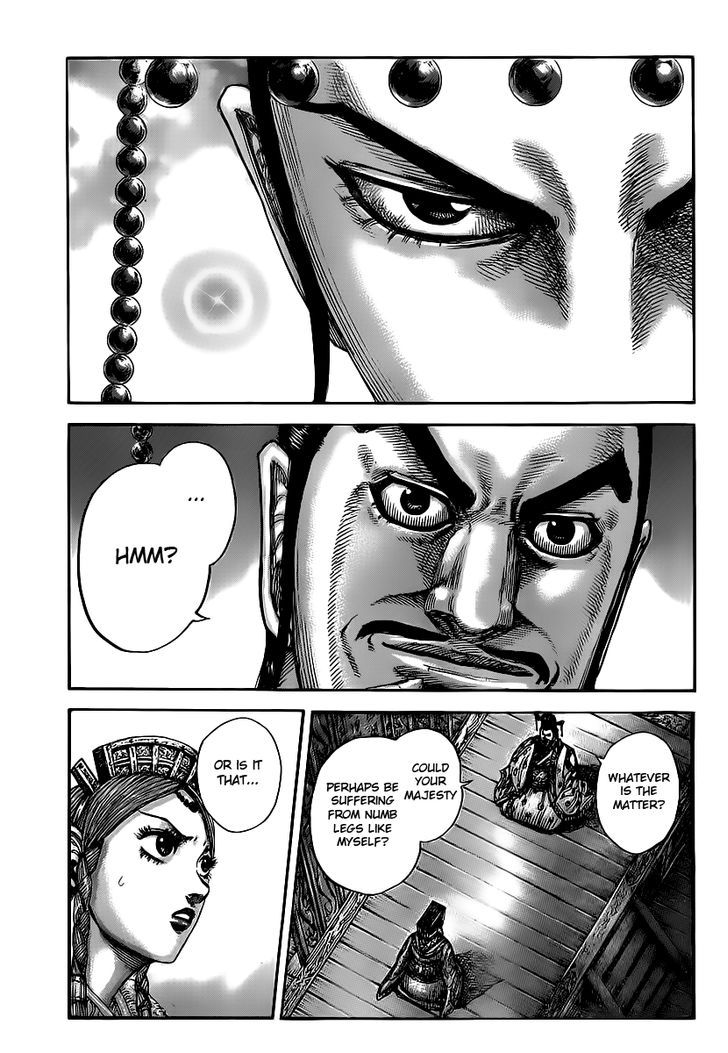 ...
HMM?
WHATEVER
IS THE
MATTER?
COULD
YOUR
MAJESTY
PERHAPS BE
SUFFERING
FROM NUMB
LEGS LIKE
MYSELF?
OR IS IT
THAT...